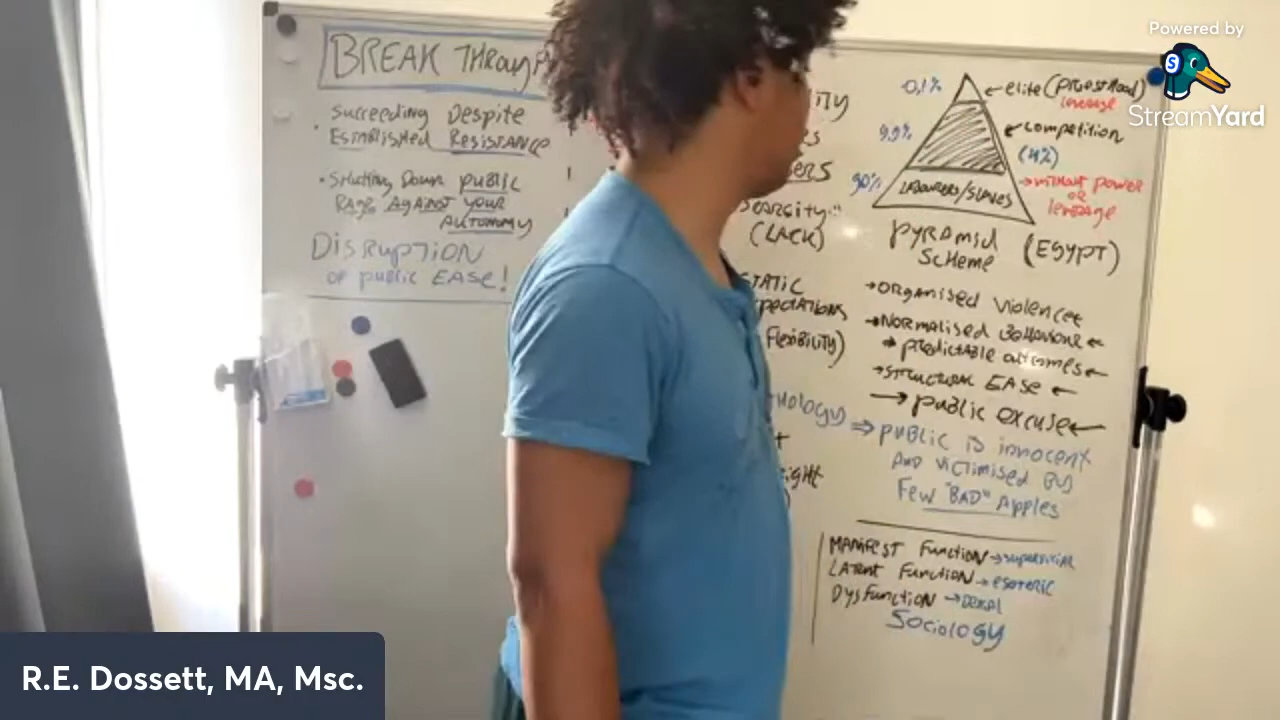 BREAK THROUGH
Succeeding Despite
Established Resistance
• Shutting Down public
Rage Against your
Autonomy
Disruption
of public EASE!
scarcity"
(LACK)
STATIC
Flexibility)
0,1%
elite (priesthood)
leverage
9.9%
competition
(4%)
90%
LABOURERS/SLAVES
without power
or
leverage
pyramid
scheme
(EGYPT)
→ ORGANISED violence
→ NORMALISED Behaviour ←
→ predictable outcomes ←
→ structural EASE ←
→ public excuse ←
⇒ public is innocent
AND victimised by
Few "BAD" Apples
MANIFEST Function → superficial
LATENT Function → esoteric
Dysfunction → denial
Sociology
R.E. Dossett, MA, Msc.
Powered by
StreamYard